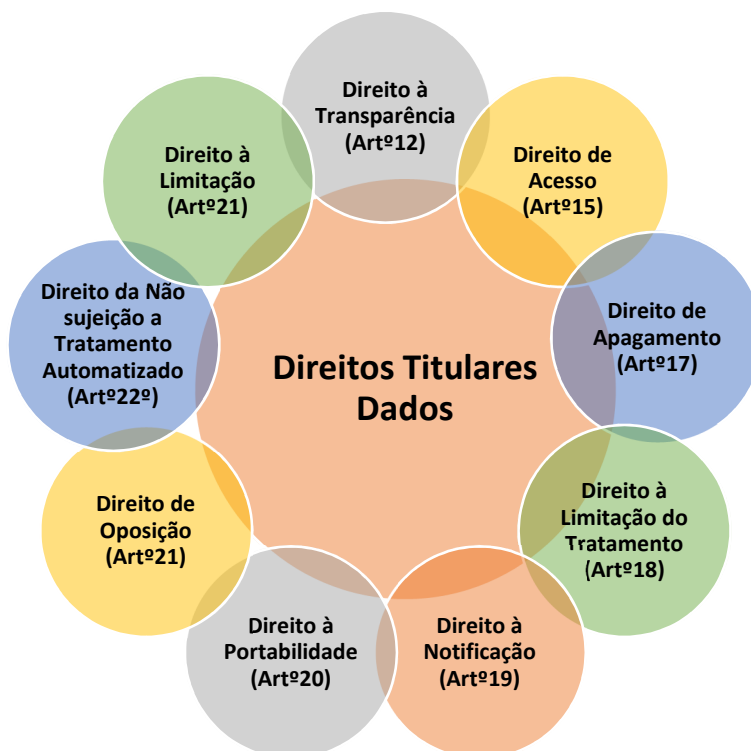 Direito à
Transparência
(Artº12)
Direito de
Acesso
(Artº15)
Direito de
Apagamento
(Artº17)
Direito à
Limitação do
Tratamento
(Artº18)
Direito à
Notificação
(Artº19)
Direito à
Portabilidade
(Artº20)
Direito de
Oposição
(Artº21)
Direito da Não
sujeição a
Tratamento
Automatizado
(Artº22º)
Direito à
Limitação
(Artº21)
Direitos Titulares
Dados